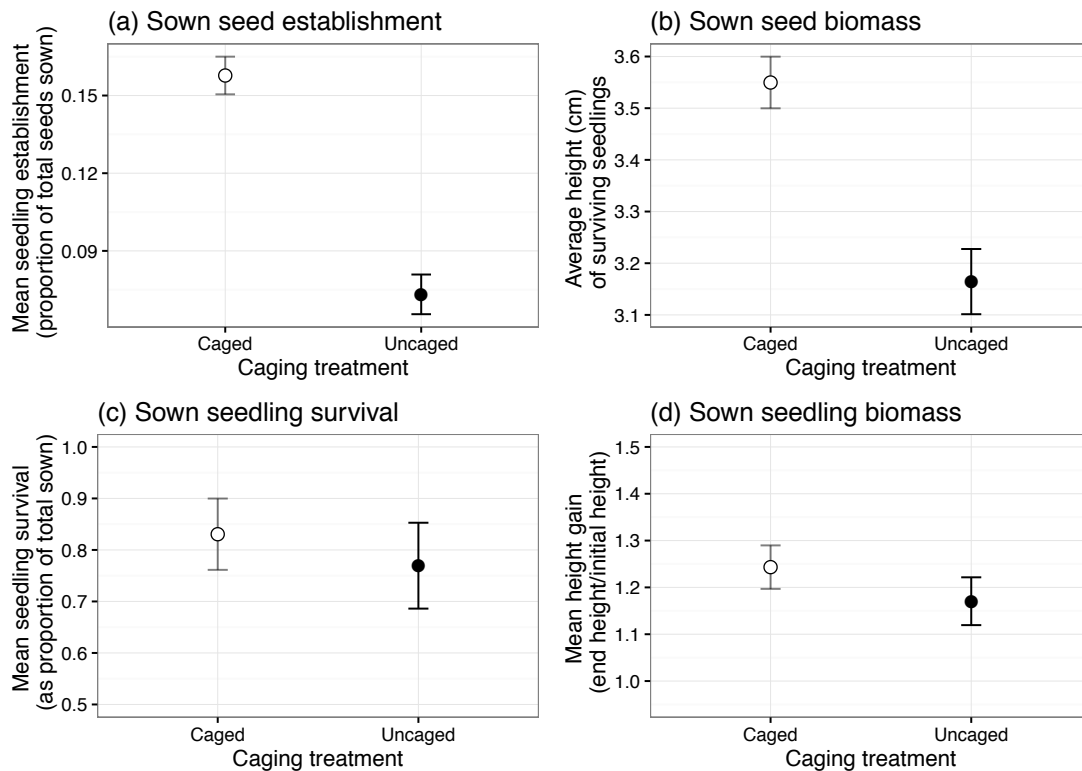 (a) Sown seed establishment
Mean seedling establishment
(proportion of total seeds sown)
0.15
0.12
0.09
Caged
Uncaged
Caging treatment
(b) Sown seed biomass
Average height (cm)
of surviving seedlings
3.6
3.5
3.4
3.3
3.2
3.1
Caged
Uncaged
Caging treatment
(c) Sown seedling survival
Mean seedling survival
(as proportion of total sown)
1.0
0.9
0.8
0.7
0.6
0.5
Caged
Uncaged
Caging treatment
(d) Sown seedling biomass
Mean height gain
(end height/initial height)
1.5
1.4
1.3
1.2
1.1
1.0
Caged
Uncaged
Caging treatment